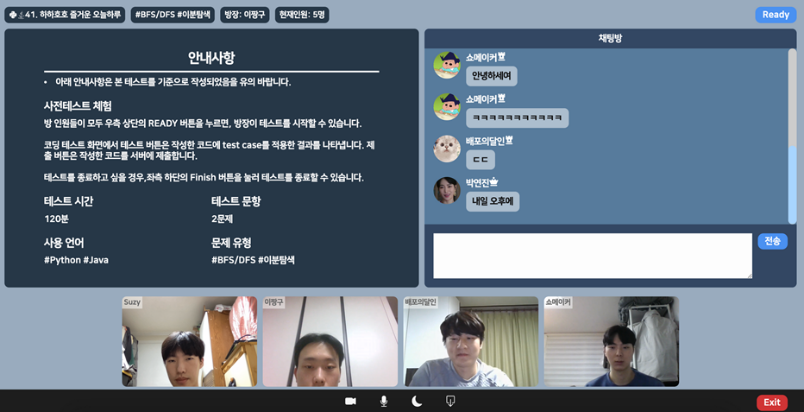 41. 하하호호 즐거운 오늘하루
#BFS/DFS #이분탐색
방장: 이짱구
현재인원: 5명
Ready
안내사항
• 아래 안내사항은 본 테스트를 기준으로 작성되었음을 유의 바랍니다.
사전테스트 체험
방 인원들이 모두 우측 상단의 READY 버튼을 누르면, 방장이 테스트를 시작할 수 있습니다.
코딩 테스트 화면에서 테스트 버튼은 작성한 코드에 test case를 적용한 결과를 나타냅니다. 제
출 버튼은 작성한 코드를 서버에 제출합니다.
테스트를 종료하고 싶을 경우,좌측 하단의 Finish 버튼을 눌러 테스트를 종료할 수 있습니다.
테스트 시간
테스트 문항
120분
2문제
사용 언어
문제 유형
#Python #Java
#BFS/DFS #이분탐색
채팅방
쇼메이커
안녕하세여
쇼메이커
ㅋㅋㅋㅋㅋㅋㅋㅋㅋㅋㅋ
배포의달인
ㄷㄷ
박연진
내일 오후에
전송
Suzy
이짱구
배포의달인
쇼메이커
Exit